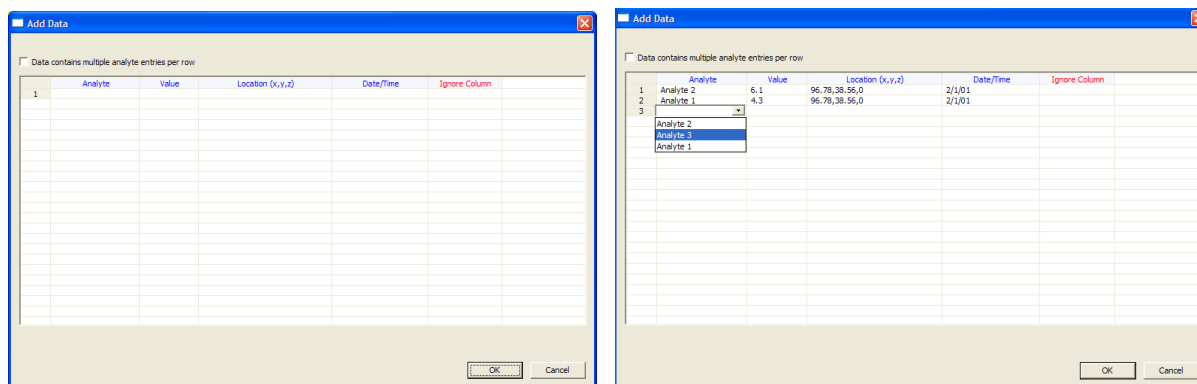 Add Data
Data contains multiple analyte entries per row
Analyte Value Location (x,y,z) Date/Time Ignore Column
1
OK Cancel
Add Data
Data contains multiple analyte entries per row
Analyte Value Location (x,y,z) Date/Time Ignore Column
1 Analyte 2 6.1 96.78,38.56,0 2/1/01
2 Analyte 1 4.3 96.78,38.56,0 2/1/01
3
Analyte 2
Analyte 3
Analyte 1
OK Cancel